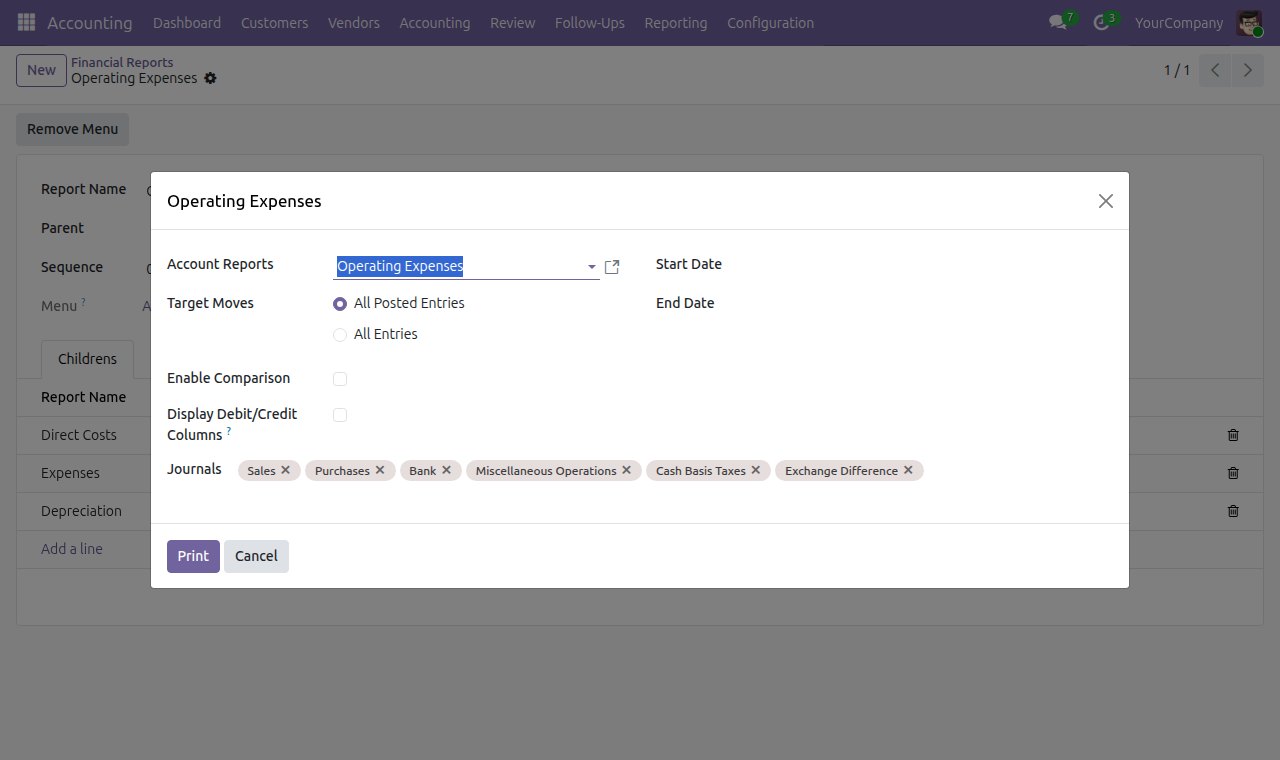 Accounting Dashboard Customers Vendors Accounting Review Follow-Ups Reporting Configuration 7 3 YourCompany
New Financial Reports
Operating Expenses
1 / 1
Remove Menu
Report Name
Parent
Sequence
Menu ?
Childrens
Report Name
Direct Costs
Expenses
Depreciation
Add a line
Operating Expenses
Account Reports Operating Expenses Start Date
Target Moves All Posted Entries End Date
All Entries
Enable Comparison
Display Debit/Credit
Columns ?
Journals Sales Purchases Bank Miscellaneous Operations Cash Basis Taxes Exchange Difference
Print Cancel